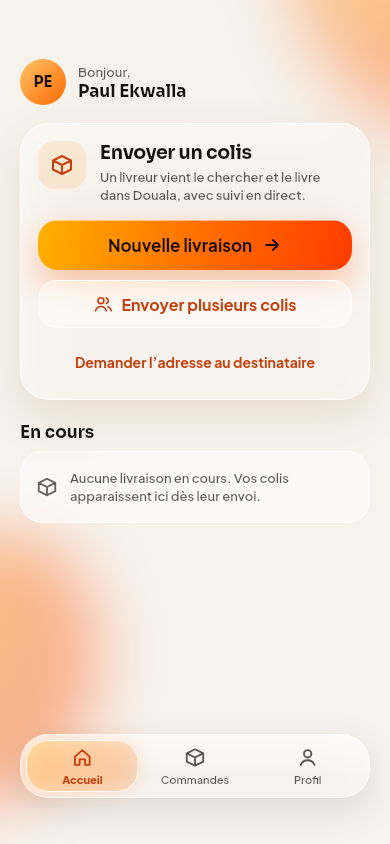 PE
Bonjour,
Paul Ekwalla
Envoyer un colis
Un livreur vient le chercher et le livre
dans Douala, avec suivi en direct.
Nouvelle livraison
Envoyer plusieurs colis
Demander l’adresse au destinataire
En cours
Aucune livraison en cours. Vos colis
apparaissent ici dès leur envoi.
Accueil
Commandes
Profil